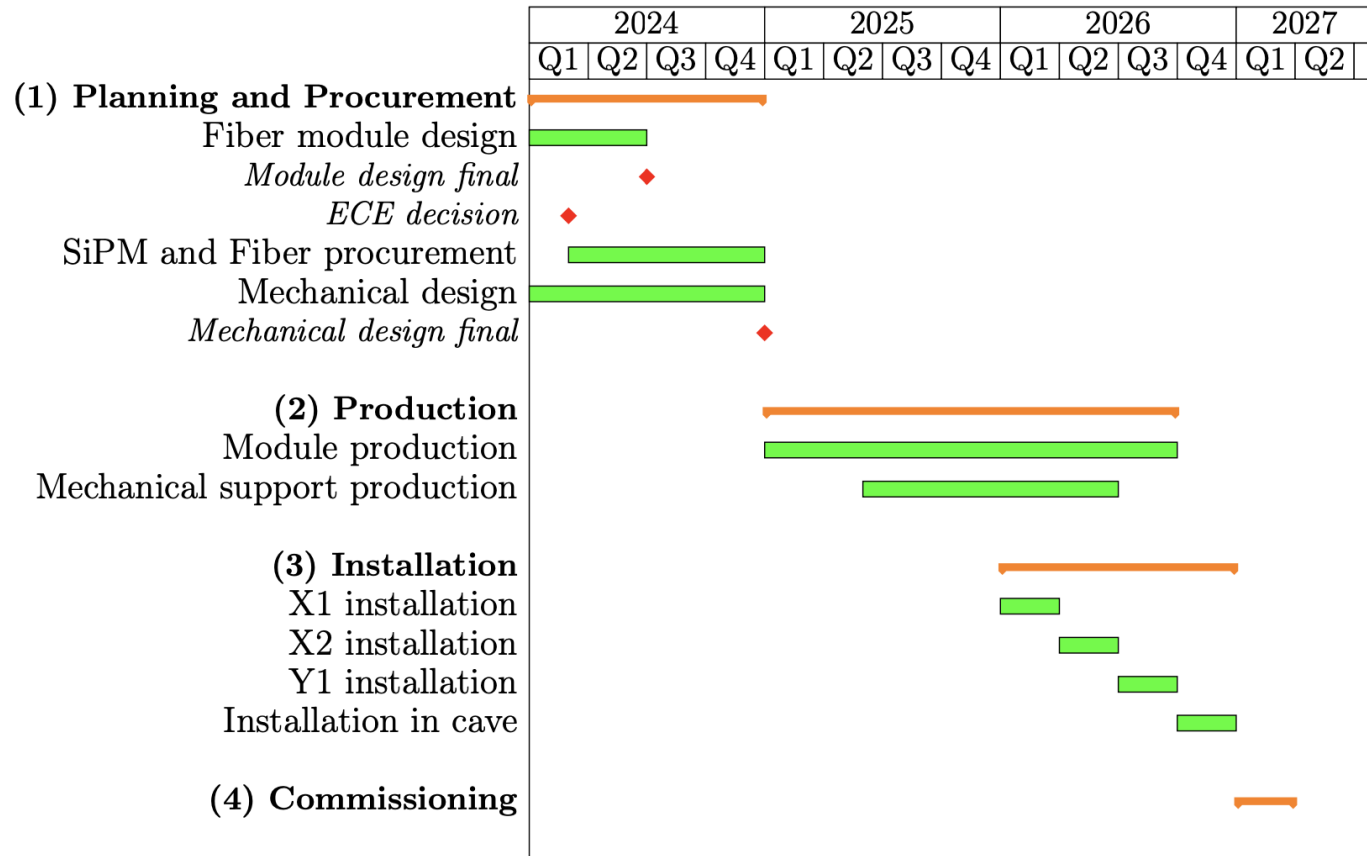 2024 2025 2026 2027
Q1 Q2 Q3 Q4 Q1 Q2 Q3 Q4 Q1 Q2 Q3 Q4 Q1 Q2
(1) Planning and Procurement
Fiber module design
Module design final
ECE decision
SiPM and Fiber procurement
Mechanical design
Mechanical design final
(2) Production
Module production
Mechanical support production
(3) Installation
X1 installation
X2 installation
Y1 installation
Installation in cave
(4) Commissioning